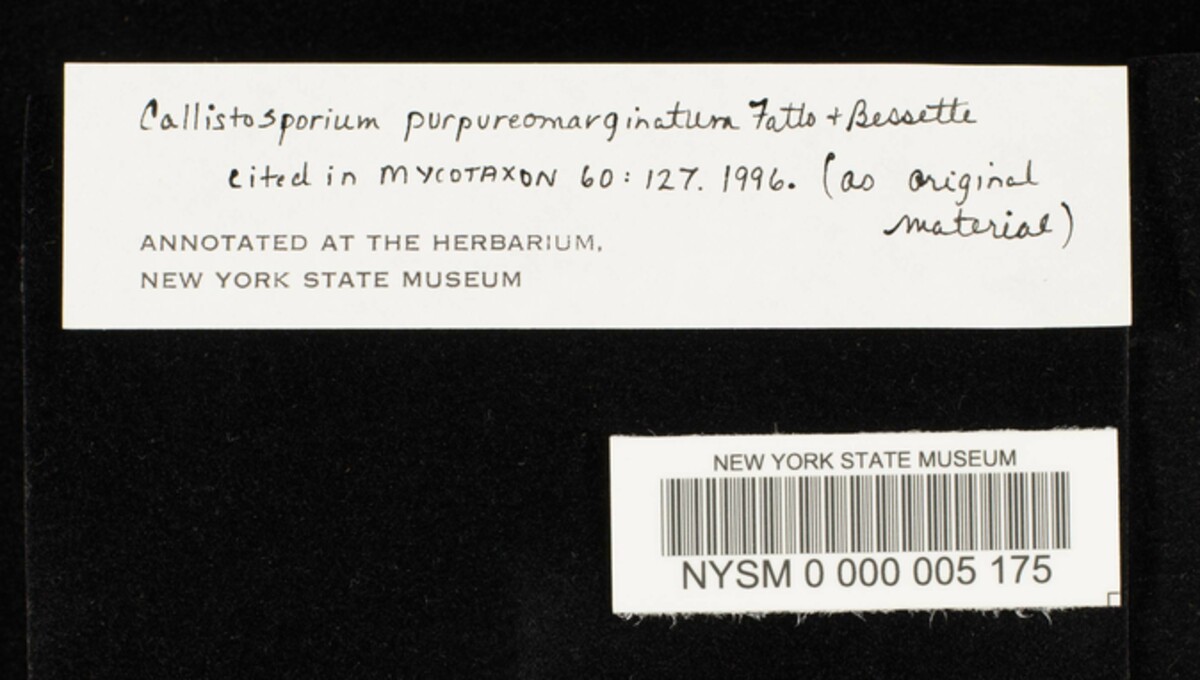 Callistosporium purpureomarginatum Fatto + Bessette
cited in MYCOTAXON 60: 127. 1996. (as original
material)
ANNOTATED AT THE HERBARIUM,
NEW YORK STATE MUSEUM
NEW YORK STATE MUSEUM
NYSM 0 000 005 175